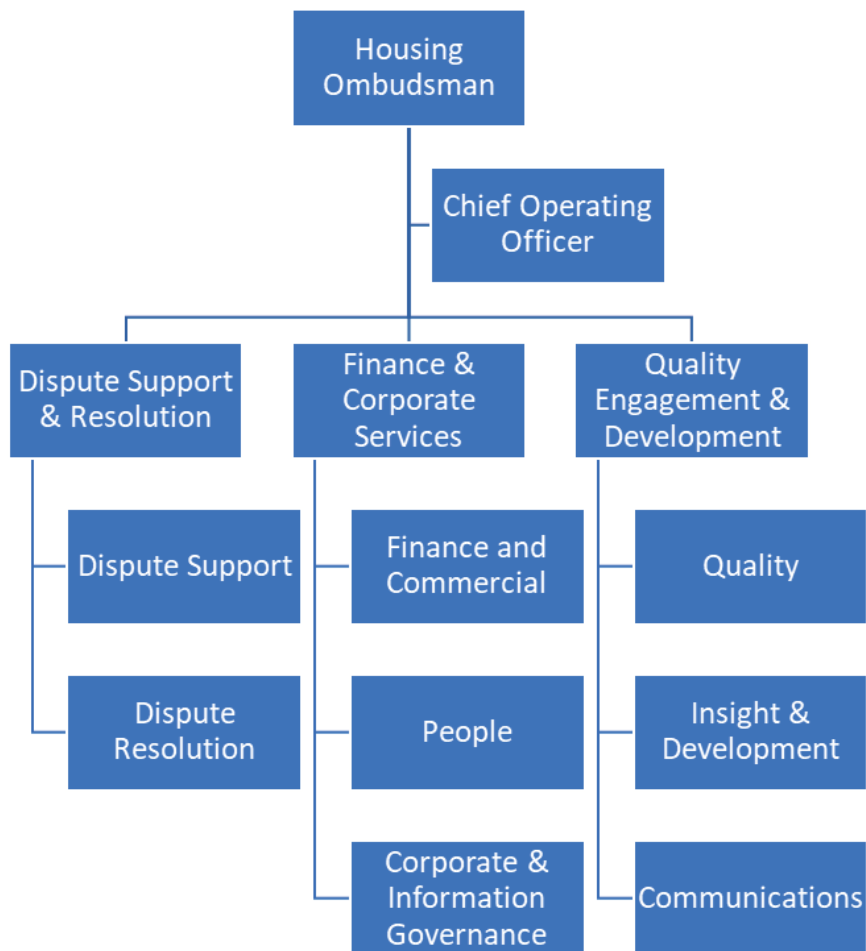 Housing
Ombudsman
Chief Operating
Officer
Dispute Support
& Resolution
Finance &
Corporate
Services
Quality
Engagement &
Development
Dispute Support
Finance and
Commercial
Quality
Dispute
Resolution
People
Insight &
Development
Corporate &
Information
Governance
Communications